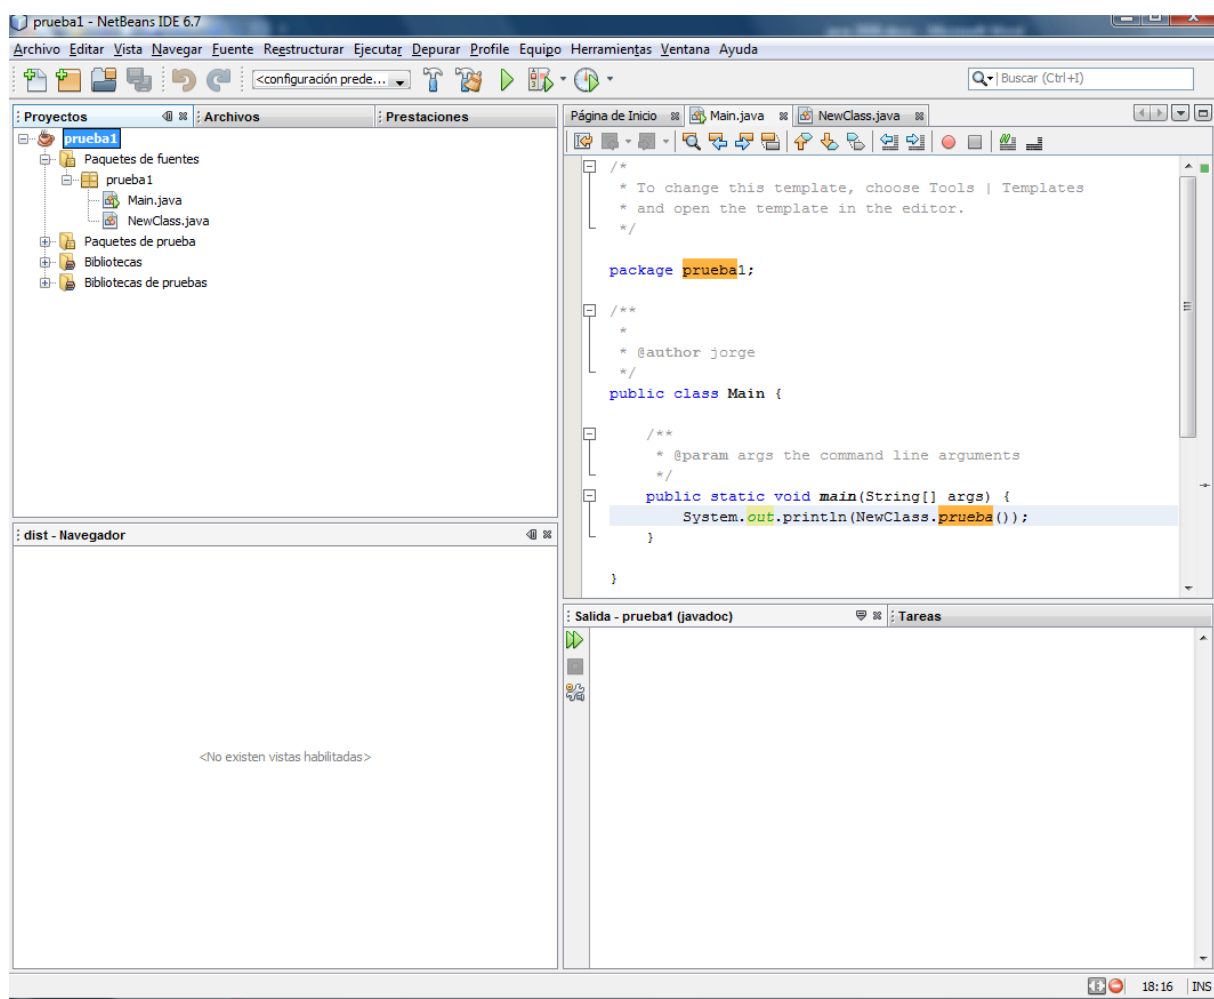 prueba1 - NetBeans IDE 6.7
Archivo Editar Vista Navegar Fuente Reestructurar Ejecutar Depurar Profile Equipo Herramientas Ventana Ayuda
<configuración prede...
Buscar (Ctrl+I)
Proyectos
Archivos
Prestaciones
prueba1
Paquetes de fuentes
prueba1
Main.java
NewClass.java
Paquetes de prueba
Bibliotecas
Bibliotecas de pruebas
dist - Navegador
<No existen vistas habilitadas>
Página de Inicio
Main.java
NewClass.java
/*
 * To change this template, choose Tools | Templates
 * and open the template in the editor.
 */
package prueba1;
/**
 *
 * @author jorge
 */
public class Main {
    /**
     * @param args the command line arguments
     */
    public static void main(String[] args) {
        System.out.println(NewClass.prueba());
    }
}
Salida - prueba1 (javadoc)
Tareas
18:16
INS